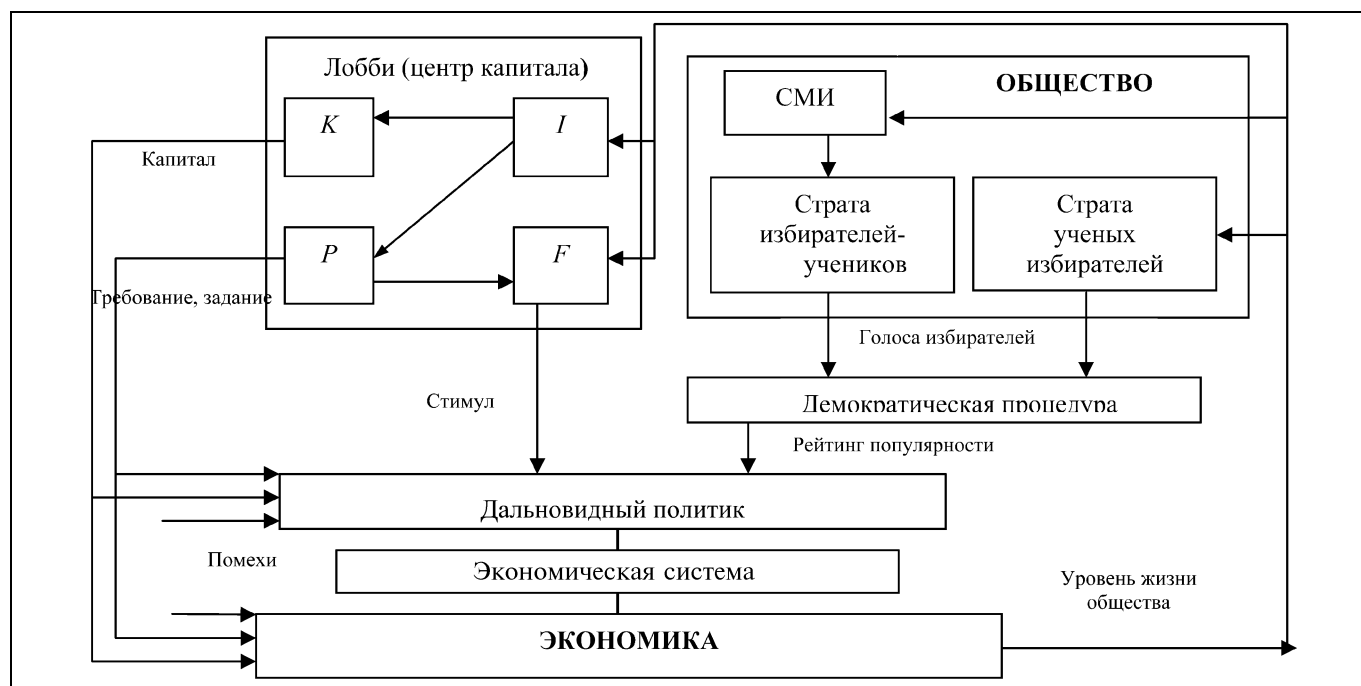 Лобби (центр капитала)
K
I
P
F
Капитал
Требование, задание
Стимул
ОБЩЕСТВО
СМИ
Страта
избирателей-
учеников
Страта
ученых
избирателей
Голоса избирателей
Демократическая процедура
Рейтинг популярности
Дальновидный политик
Помехи
Экономическая система
Уровень жизни
общества
ЭКОНОМИКА